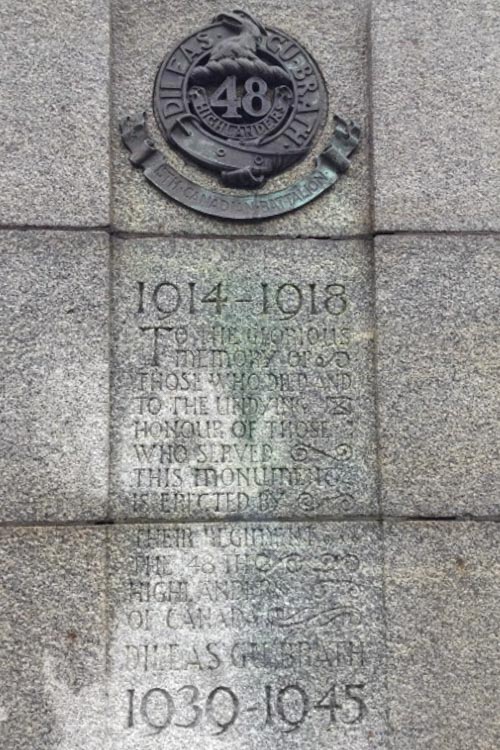 DILEAS GU BRATH
48
HIGHLANDERS
15TH CANADIAN BATTALION
1914-1918
TO THE GLORIOUS
MEMORY OF
THOSE WHO DIED AND
TO THE UNDYING
HONOUR OF THOSE
WHO SERVED
THIS MONUMENT
IS ERECTED BY
THEIR REGIMENT
THE 48TH
HIGHLANDERS
OF CANADA
DILEAS GU BRATH
1939-1945